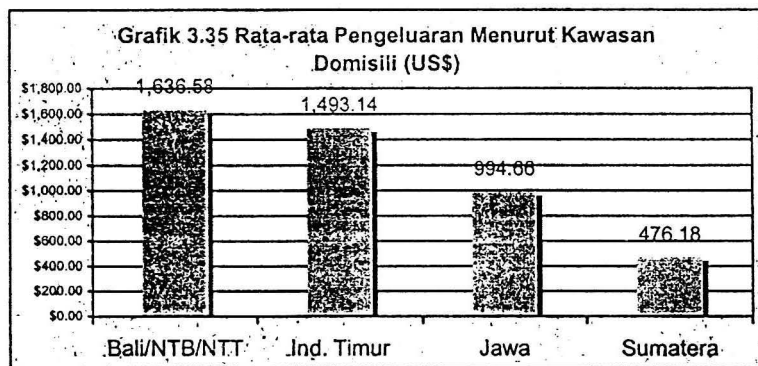 Grafik 3.35 Rata-rata Pengeluaran Menurut Kawasan
Domisili (US$)
$1,800.00
$1,600.00
$1,400.00
$1,200.00
$1,000.00
$800.00
$600.00
$400.00
$200.00
$0.00
1,636.58
1,493.14
994.66
476.18
Bali/NTB/NTT
Ind. Timur
Jawa
Sumatera